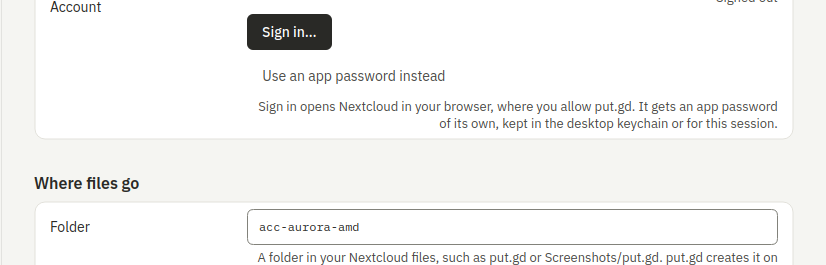 Account
Signed out
Sign in...
Use an app password instead
Sign in opens Nextcloud in your browser, where you allow put.gd. It gets an app password
of its own, kept in the desktop keychain or for this session.
Where files go
Folder
acc-aurora-amd
A folder in your Nextcloud files, such as put.gd or Screenshots/put.gd. put.gd creates it on